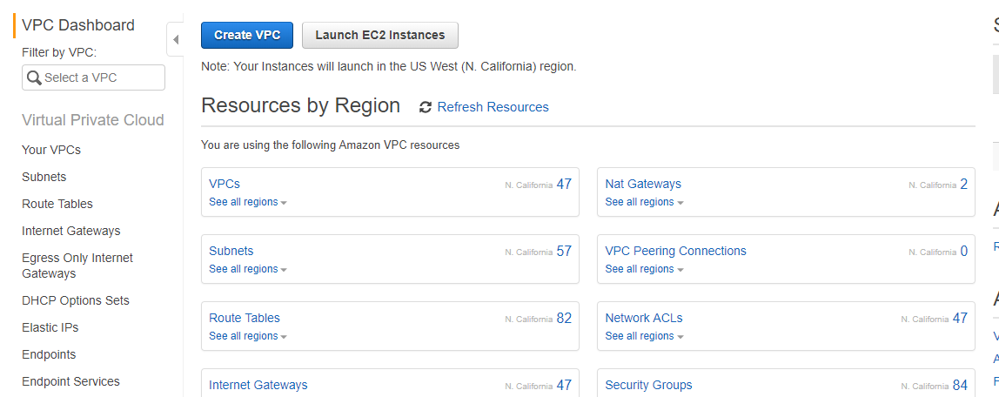 VPC Dashboard
Filter by VPC:
Select a VPC
Virtual Private Cloud
Your VPCs
Subnets
Route Tables
Internet Gateways
Egress Only Internet
Gateways
DHCP Options Sets
Elastic IPs
Endpoints
Endpoint Services
Create VPC
Launch EC2 Instances
Note: Your Instances will launch in the US West (N. California) region.
Resources by Region
Refresh Resources
You are using the following Amazon VPC resources
VPCs
N. California 47
See all regions
Nat Gateways
N. California 2
See all regions
Subnets
N. California 57
See all regions
VPC Peering Connections
N. California 0
See all regions
Route Tables
N. California 82
See all regions
Network ACLs
N. California 47
See all regions
Internet Gateways
N. California 47
Security Groups
N. California 84